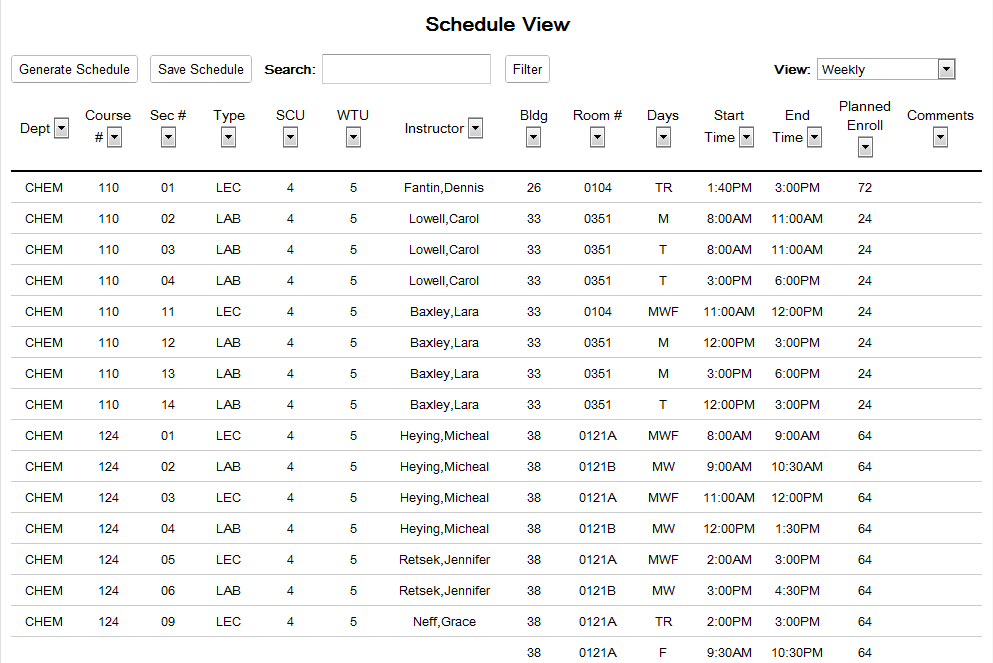 Schedule View
Generate Schedule Save Schedule Search: Filter View: Weekly
Dept Course # Sec # Type SCU WTU Instructor Bldg Room # Days Start Time End Time Planned Enroll Comments
CHEM 110 01 LEC 4 5 Fantin,Dennis 26 0104 TR 1:40PM 3:00PM 72
CHEM 110 02 LAB 4 5 Lowell,Carol 33 0351 M 8:00AM 11:00AM 24
CHEM 110 03 LAB 4 5 Lowell,Carol 33 0351 T 8:00AM 11:00AM 24
CHEM 110 04 LAB 4 5 Lowell,Carol 33 0351 T 3:00PM 6:00PM 24
CHEM 110 11 LEC 4 5 Baxley,Lara 33 0104 MWF 11:00AM 12:00PM 24
CHEM 110 12 LAB 4 5 Baxley,Lara 33 0351 M 12:00PM 3:00PM 24
CHEM 110 13 LAB 4 5 Baxley,Lara 33 0351 M 3:00PM 6:00PM 24
CHEM 110 14 LAB 4 5 Baxley,Lara 33 0351 T 12:00PM 3:00PM 24
CHEM 124 01 LEC 4 5 Heying,Micheal 38 0121A MWF 8:00AM 9:00AM 64
CHEM 124 02 LAB 4 5 Heying,Micheal 38 0121B MW 9:00AM 10:30AM 64
CHEM 124 03 LEC 4 5 Heying,Micheal 38 0121A MWF 11:00AM 12:00PM 64
CHEM 124 04 LAB 4 5 Heying,Micheal 38 0121B MW 12:00PM 1:30PM 64
CHEM 124 05 LEC 4 5 Retsek,Jennifer 38 0121A MWF 2:00AM 3:00PM 64
CHEM 124 06 LAB 4 5 Retsek,Jennifer 38 0121B MW 3:00PM 4:30PM 64
CHEM 124 09 LEC 4 5 Neff,Grace 38 0121A TR 2:00PM 3:00PM 64
38 0121A F 9:30AM 10:30PM 64